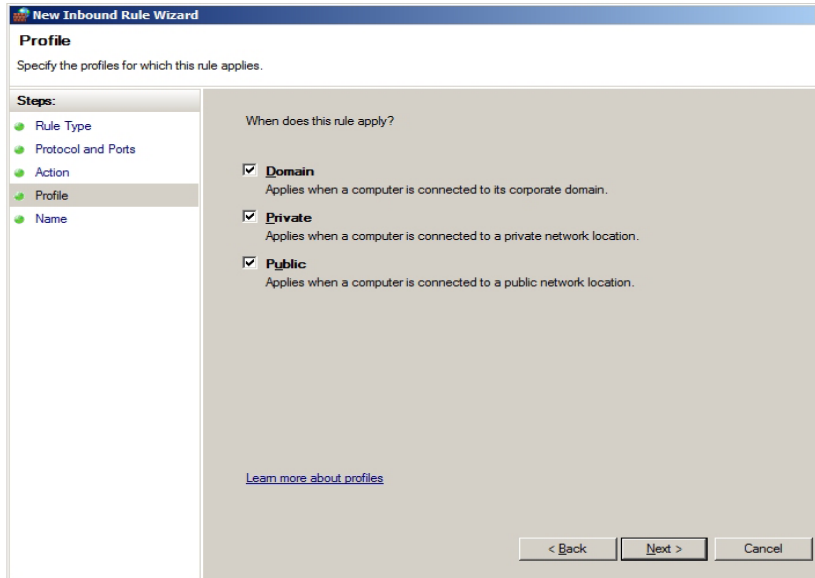 New Inbound Rule Wizard
Profile
Specify the profiles for which this rule applies.
Steps:
Rule Type
Protocol and Ports
Action
Profile
Name
When does this rule apply?
Domain
Applies when a computer is connected to its corporate domain.
Private
Applies when a computer is connected to a private network location.
Public
Applies when a computer is connected to a public network location.
Learn more about profiles
< Back
Next >
Cancel